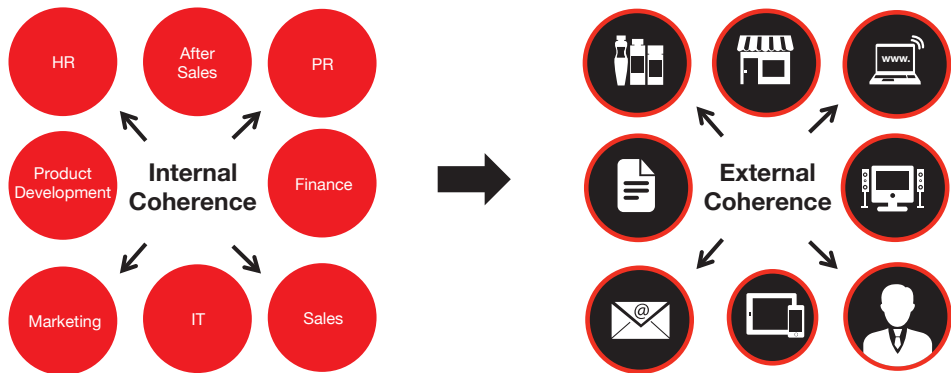 HR
After
Sales
PR
Product
Development
Internal
Coherence
Finance
Marketing
IT
Sales
www.
External
Coherence
@